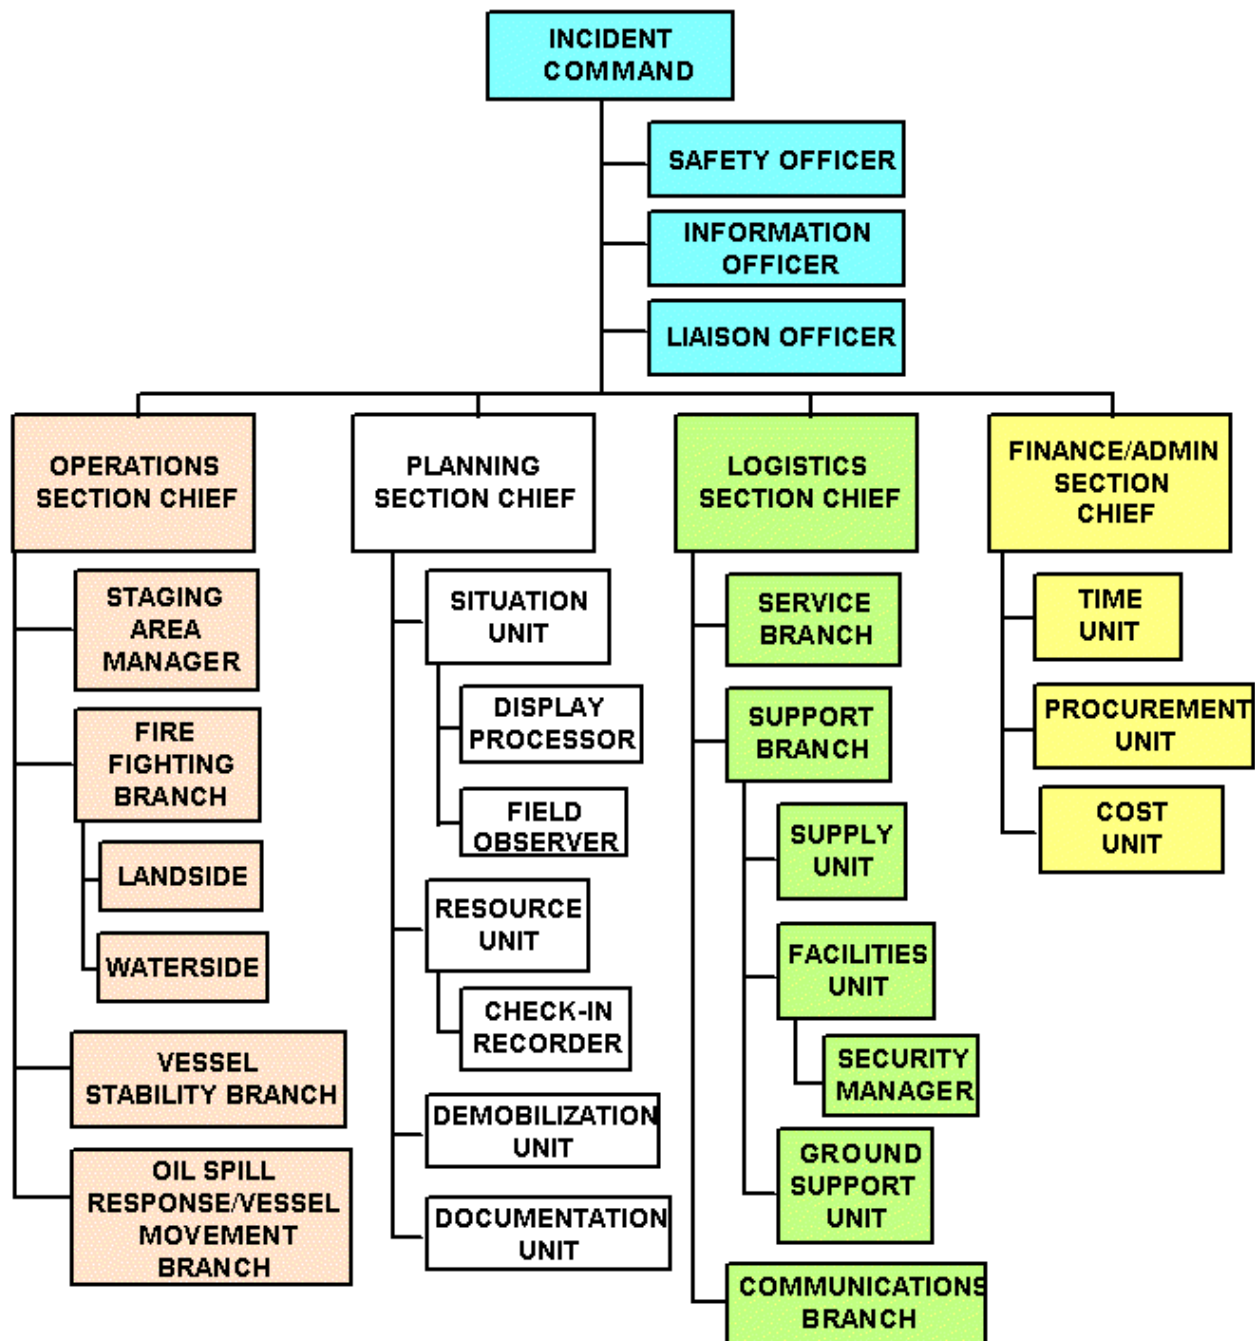 INCIDENT
COMMAND
SAFETY OFFICER
INFORMATION
OFFICER
LIAISON OFFICER
OPERATIONS
SECTION CHIEF
STAGING
AREA
MANAGER
FIRE
FIGHTING
BRANCH
LANDSIDE
WATERSIDE
VESSEL
STABILITY BRANCH
OIL SPILL
RESPONSE/VESSEL
MOVEMENT
BRANCH
PLANNING
SECTION CHIEF
SITUATION
UNIT
DISPLAY
PROCESSOR
FIELD
OBSERVER
RESOURCE
UNIT
CHECK-IN
RECORDER
DEMOBILIZATION
UNIT
DOCUMENTATION
UNIT
LOGISTICS
SECTION CHIEF
SERVICE
BRANCH
SUPPORT
BRANCH
SUPPLY
UNIT
FACILITIES
UNIT
SECURITY
MANAGER
GROUND
SUPPORT
UNIT
COMMUNICATIONS
BRANCH
FINANCE/ADMIN
SECTION
CHIEF
TIME
UNIT
PROCUREMENT
UNIT
COST
UNIT